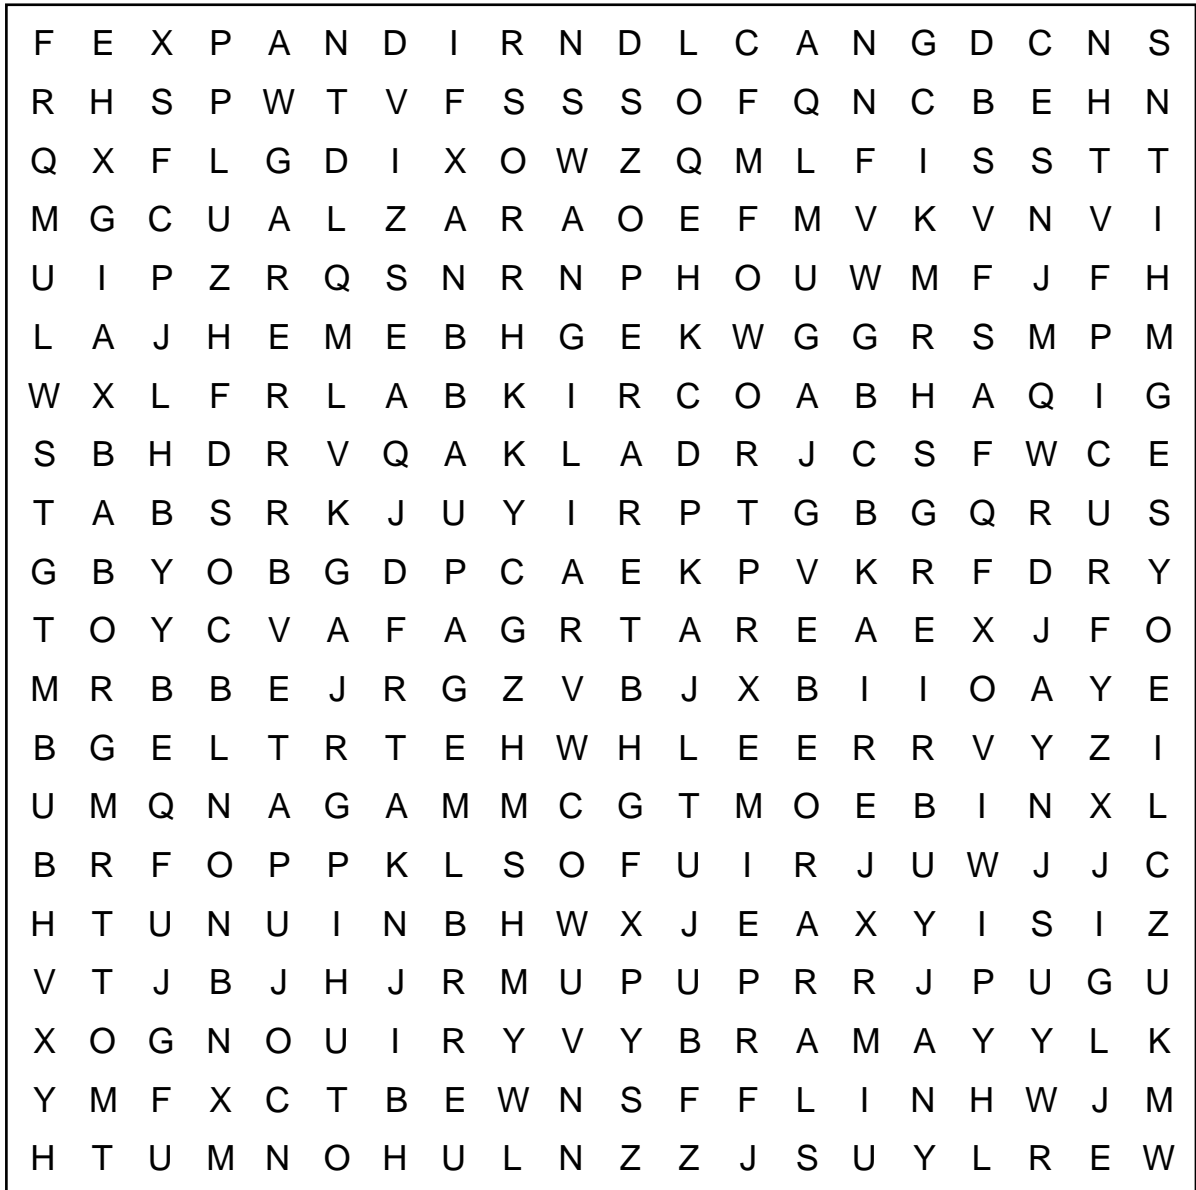 F E X P A N D I R N D L C A N G D C N S
R H S P W T V F S S S O F Q N C B E H N
Q X F L G D I X O W Z Q M L F I S S T T
M G C U A L Z A R A O E F M V K V N V I
U I P Z R Q S N R N P H O U W M F J F H
L A J H E M E B H G E K W G G R S M P M
W X L F R L A B K I R C O A B H A Q I G
S B H D R V Q A K L A D R J C S F W C E
T A B S R K J U Y I R P T G B G Q R U S
G B Y O B G D P C A E K P V K R F D R Y
T O Y C V A F A G R T A R E A E X J F O
M R B B E J R G Z V B J X B I I O A Y E
B G E L T R T E H W H L E E R R V Y Z I
U M Q N A G A M M C G T M O E B I N X L
B R F O P P K L S O F U I R J U W J J C
H T U N U I N B H W X J E A X Y I S I Z
V T J B J H J R M U P U P R R J P U G U
X O G N O U I R Y V Y B R A M A Y Y L K
Y M F X C T B E W N S F F L I N H W J M
H T U M N O H U L N Z Z J S U Y L R E W